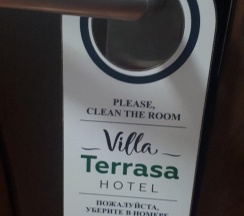 PLEASE,
CLEAN THE ROOM
Villa
Terrasa
HOTEL
ПОЖАЛУЙСТА,
УБЕРИТЕ В НОМЕРЕ